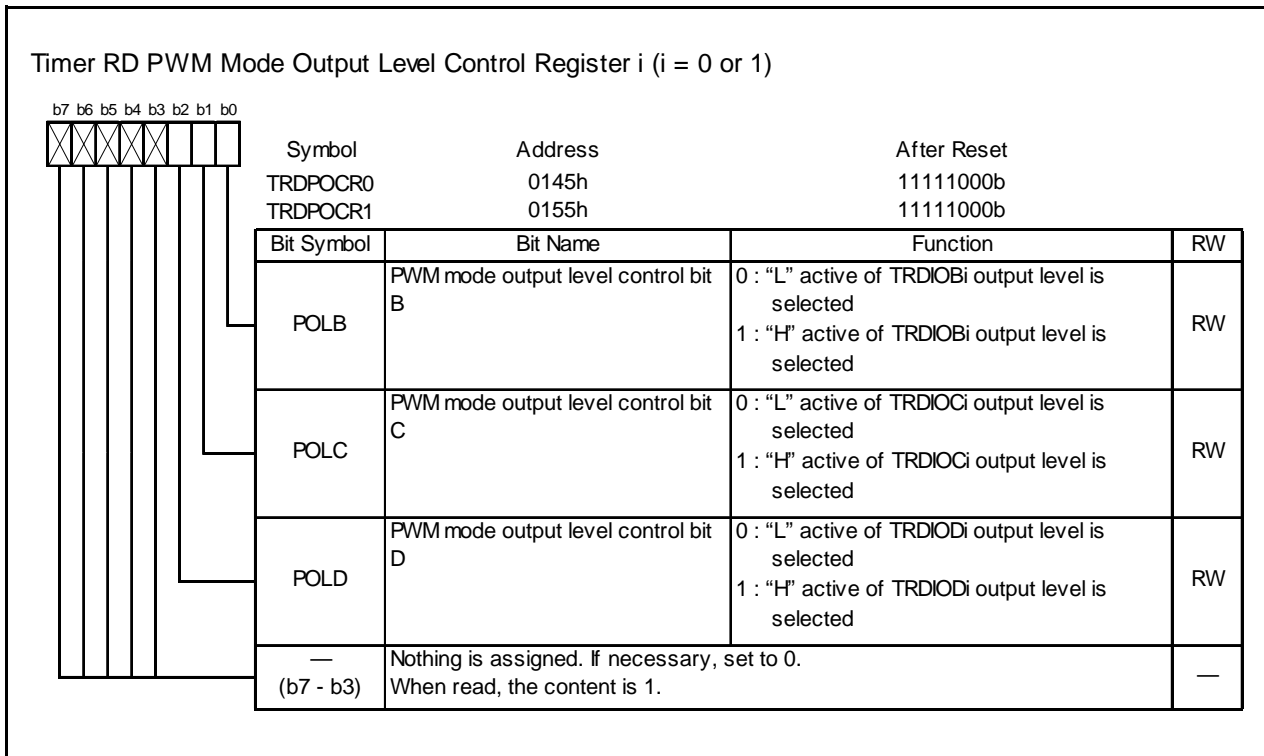 Timer RD PWM Mode Output Level Control Register i (i = 0 or 1)
b7 b6 b5 b4 b3 b2 b1 b0
Symbol Address After Reset
TRDPOCR0 0145h 11111000b
TRDPOCR1 0155h 11111000b
Bit Symbol Bit Name Function RW
POLB
PWM mode output level control bit
B
0 : “L” active of TRDIOBi output level is
selected
1 : “H” active of TRDIOBi output level is
selected
RW
POLC
PWM mode output level control bit
C
0 : “L” active of TRDIOCi output level is
selected
1 : “H” active of TRDIOCi output level is
selected
RW
POLD
PWM mode output level control bit
D
0 : “L” active of TRDIODi output level is
selected
1 : “H” active of TRDIODi output level is
selected
RW
—
(b7 - b3)
Nothing is assigned. If necessary, set to 0.
When read, the content is 1.
—